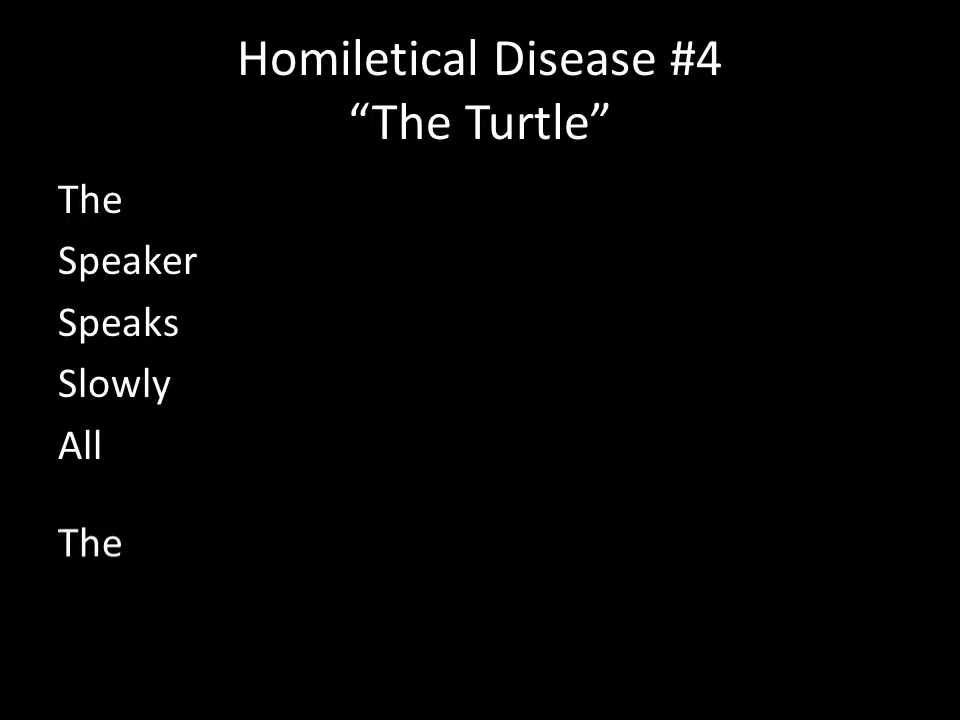 Homiletical Disease #4
“The Turtle”
The
Speaker
Speaks
Slowly
All
The